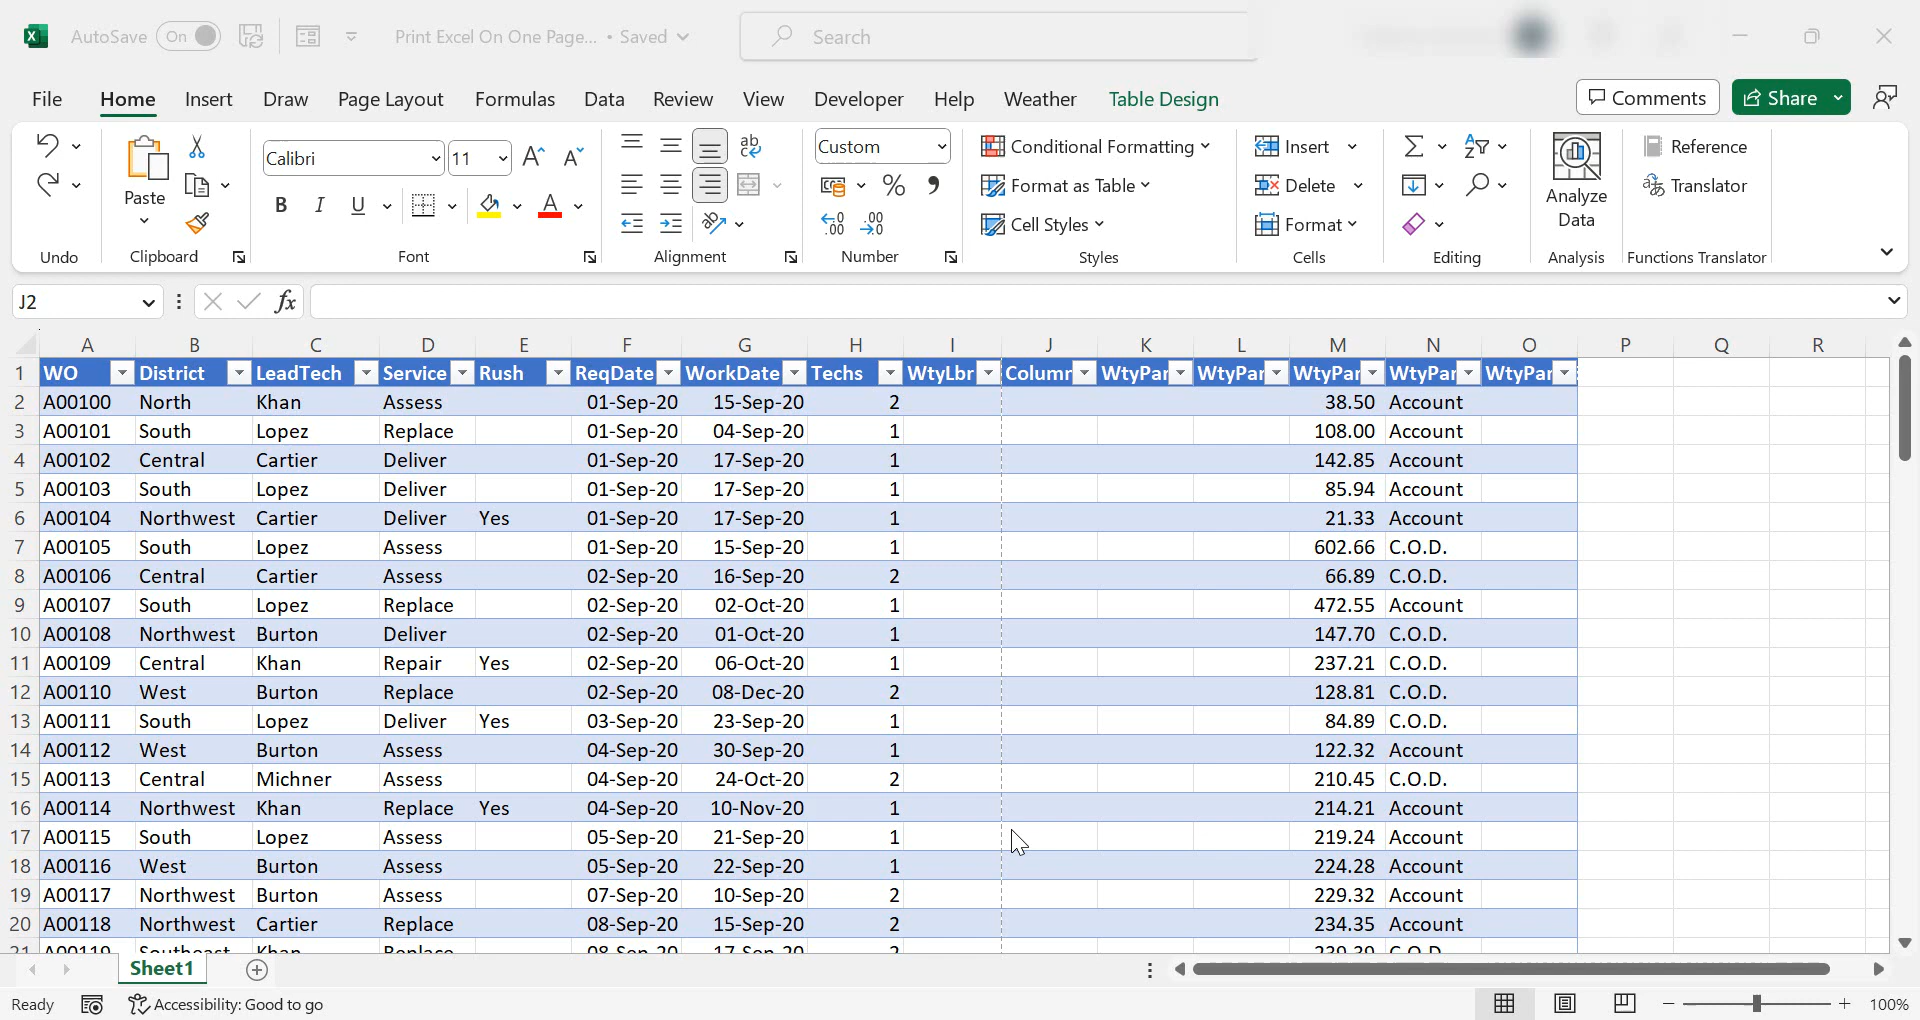 AutoSave On Print Excel On One Page... • Saved Search
File Home Insert Draw Page Layout Formulas Data Review View Developer Help Weather Table Design Comments Share
Paste Calibri 11 B I U A ab Custom % Conditional Formatting Format as Table Cell Styles Insert Delete Format Analyze Data Reference Translator
Undo Clipboard Font Alignment Number Styles Cells Editing Analysis Functions Translator
J2 fx
A B C D E F G H I J K L M N O P Q R
1 WO District LeadTech Service Rush ReqDate WorkDate Techs WtyLbr Colum WtyPar WtyPar WtyPar WtyPar WtyPar
2 A00100 North Khan Assess 01-Sep-20 15-Sep-20 2 38.50 Account
3 A00101 South Lopez Replace 01-Sep-20 04-Sep-20 1 108.00 Account
4 A00102 Central Cartier Deliver 01-Sep-20 17-Sep-20 1 142.85 Account
5 A00103 South Lopez Deliver 01-Sep-20 17-Sep-20 1 85.94 Account
6 A00104 Northwest Cartier Deliver Yes 01-Sep-20 17-Sep-20 1 21.33 Account
7 A00105 South Lopez Assess 01-Sep-20 15-Sep-20 1 602.66 C.O.D.
8 A00106 Central Cartier Assess 02-Sep-20 16-Sep-20 2 66.89 C.O.D.
9 A00107 South Lopez Replace 02-Sep-20 02-Oct-20 1 472.55 Account
10 A00108 Northwest Burton Deliver 02-Sep-20 01-Oct-20 1 147.70 C.O.D.
11 A00109 Central Khan Repair Yes 02-Sep-20 06-Oct-20 1 237.21 C.O.D.
12 A00110 West Burton Replace 02-Sep-20 08-Dec-20 2 128.81 C.O.D.
13 A00111 South Lopez Deliver Yes 03-Sep-20 23-Sep-20 1 84.89 C.O.D.
14 A00112 West Burton Assess 04-Sep-20 30-Sep-20 1 122.32 Account
15 A00113 Central Michner Assess 04-Sep-20 24-Oct-20 2 210.45 C.O.D.
16 A00114 Northwest Khan Replace Yes 04-Sep-20 10-Nov-20 1 214.21 Account
17 A00115 South Lopez Assess 05-Sep-20 21-Sep-20 1 219.24 Account
18 A00116 West Burton Assess 05-Sep-20 22-Sep-20 1 224.28 Account
19 A00117 Northwest Burton Assess 07-Sep-20 10-Sep-20 2 229.32 Account
20 A00118 Northwest Cartier Replace 08-Sep-20 15-Sep-20 2 234.35 Account
21 A00119 Southeast Khan Replace 08-Sep-20 17-Sep-20 2 239.39 C.O.D.
Sheet1
Ready Accessibility: Good to go 100%